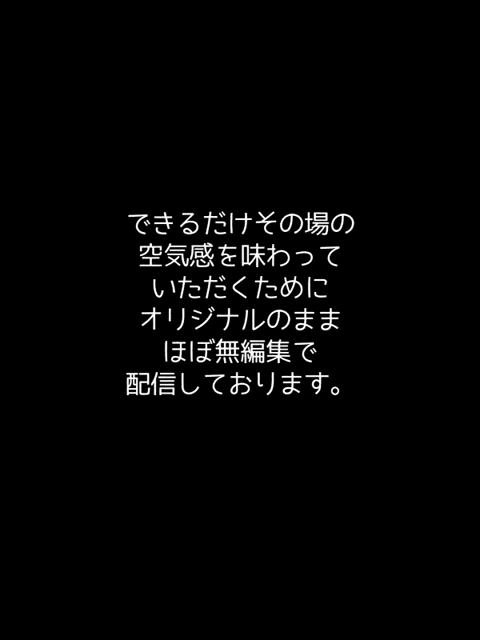 できるだけその場の
空気感を味わって
いただくために
オリジナルのまま
ほぼ無編集で
配信しております。